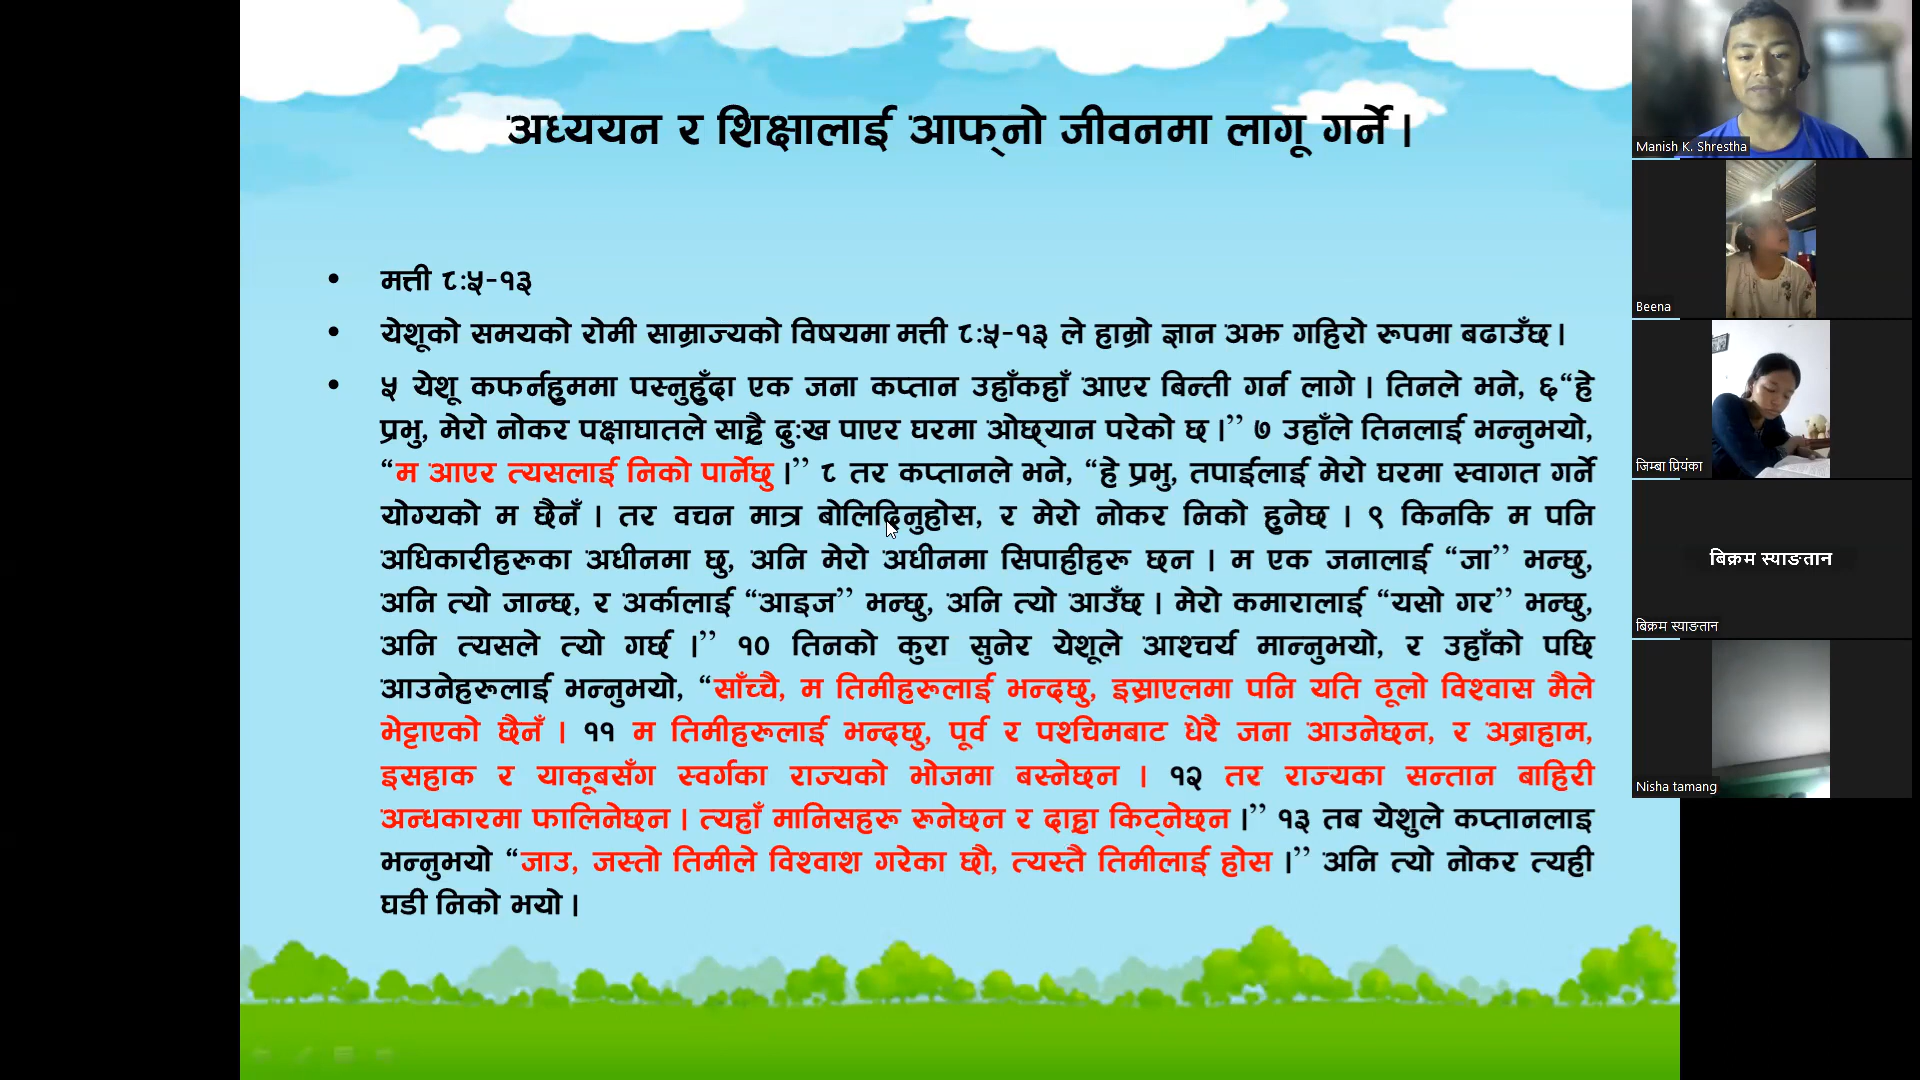 अध्ययन र शिक्षालाई आफ्नो जीवनमा लागू गर्ने।
• मत्ती ८:५-१३
• येशूको समयको रोमी साम्राज्यको विषयमा मत्ती ८:५-१३ ले हाम्रो ज्ञान अझ गहिरो रूपमा बढाउँछ।
• ५ येशू कफर्नहुममा पस्नुहुँदा एक जना कप्तान उहाँकहाँ आएर बिन्ती गर्न लागे। तिनले भने, ६“हे
प्रभु, मेरो नोकर पक्षाघातले साह्रै दुःख पाएर घरमा ओछ्यान परेको छ।” ७ उहाँले तिनलाई भन्नुभयो,
“म आएर त्यसलाई निको पार्नेछु।” ८ तर कप्तानले भने, “हे प्रभु, तपाईलाई मेरो घरमा स्वागत गर्ने
योग्यको म छैनँ। तर वचन मात्र बोलिदिनुहोस, र मेरो नोकर निको हुनेछ। ९ किनकि म पनि
अधिकारीहरूका अधीनमा छु, अनि मेरो अधीनमा सिपाहीहरू छन। म एक जनालाई “जा” भन्छु,
अनि त्यो जान्छ, र अर्कालाई “आइज” भन्छु, अनि त्यो आउँछ। मेरो कमारालाई “यसो गर” भन्छु,
अनि त्यसले त्यो गर्छ।” १० तिनको कुरा सुनेर येशूले आश्चर्य मान्नुभयो, र उहाँको पछि
आउनेहरूलाई भन्नुभयो, “साँच्चै, म तिमीहरूलाई भन्दछु, इस्राएलमा पनि यति ठूलो विश्वास मैले
भेट्टाएको छैनँ। ११ म तिमीहरूलाई भन्दछु, पूर्व र पश्चिमबाट धेरै जना आउनेछन, र अब्राहाम,
इसहाक र याकूबसँग स्वर्गका राज्यको भोजमा बस्नेछन। १२ तर राज्यका सन्तान बाहिरी
अन्धकारमा फालिनेछन। त्यहाँ मानिसहरू रूनेछन र दाह्रा किट्नेछन।” १३ तब येशुले कप्तानलाइ
भन्नुभयो “जाउ, जस्तो तिमीले विश्वाश गरेका छौ, त्यस्तै तिमीलाई होस।” अनि त्यो नोकर त्यही
घडी निको भयो।
Manish K. Shrestha
Beena
जिम्बा प्रियंका
बिक्रम स्याङतान
बिक्रम स्याङतान
Nisha tamang